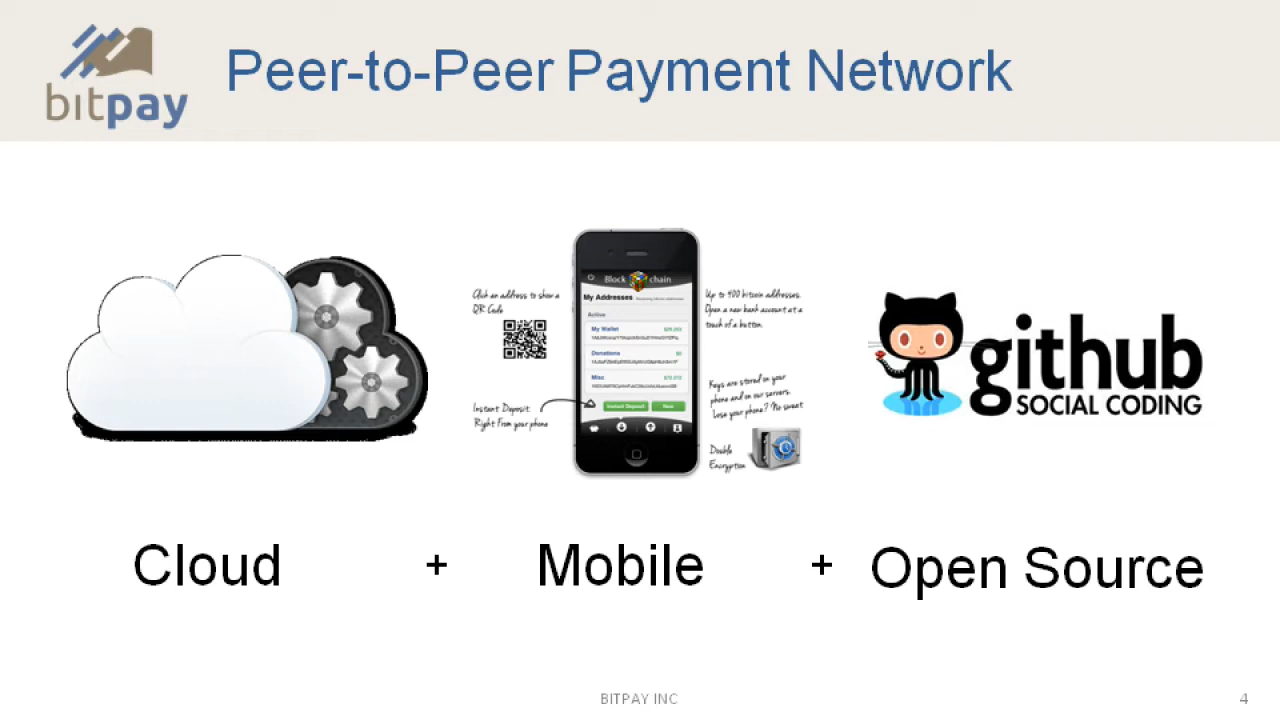 bitpay
Peer-to-Peer Payment Network
Click an address to show a
QR Code
Instant Deposit
Right from your phone
Block chain
My Addresses
Active
My Wallet
Donations
Misc
Instant Deposit
New
Up to 400 bitcoin addresses.
Open a new bank account at a
touch of a button.
Keys are stored on your
phone and on our servers.
Lose your phone? No sweat
Double
Encryption
github
SOCIAL CODING
Cloud + Mobile + Open Source
BITPAY INC
4